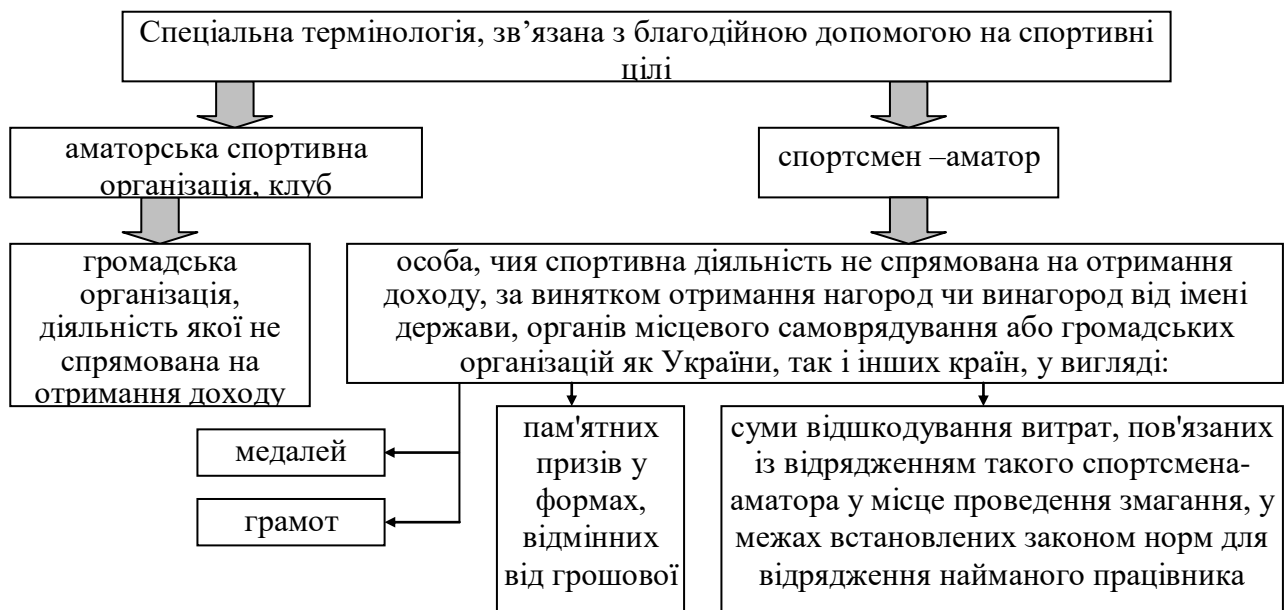 Спеціальна термінологія, зв’язана з благодійною допомогою на спортивні
цілі
аматорська спортивна
організація, клуб
спортсмен –аматор
громадська
організація,
діяльність якої не
спрямована на
отримання доходу
особа, чия спортивна діяльність не спрямована на отримання
доходу, за винятком отримання нагород чи винагород від імені
держави, органів місцевого самоврядування або громадських
організацій як України, так і інших країн, у вигляді:
медалей
грамот
пам'ятних
призів у
формах,
відмінних
від грошової
суми відшкодування витрат, пов'язаних
із відрядженням такого спортсмена-
аматора у місце проведення змагання, у
межах встановлених законом норм для
відрядження найманого працівника